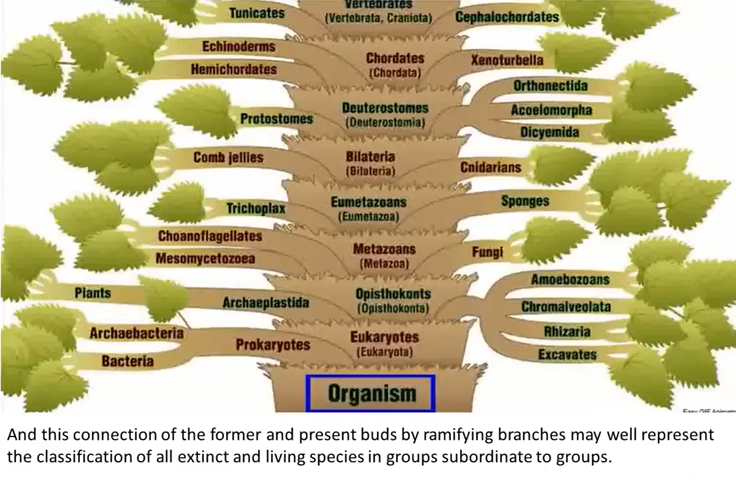 Vertebrates
Tunicates
(Vertebrata, Craniota)
Cephalochordates
Echinoderms
Chordates
(Chordata)
Xenoturbella
Hemichordates
Orthonectida
Deuterostomes
(Deuterostomia)
Acoelomorpha
Protostomes
Dicyemida
Comb jellies
Bilateria
(Bilateria)
Cnidarians
Trichoplax
Eumetazoans
(Eumetazoa)
Sponges
Choanoflagellates
Mesomycetozoea
Metazoans
(Metazoa)
Fungi
Plants
Archaeplastida
Opisthokonts
(Opisthokonta)
Amoebozoans
Chromalveolata
Rhizaria
Excavates
Archaebacteria
Bacteria
Prokaryotes
Eukaryotes
(Eukaryota)
Organism
And this connection of the former and present buds by ramifying branches may well represent
the classification of all extinct and living species in groups subordinate to groups.